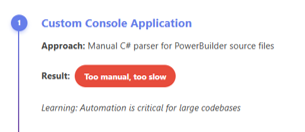 1
Custom Console Application
Approach: Manual C# parser for PowerBuilder source files
Result: Too manual, too slow
Learning: Automation is critical for large codebases